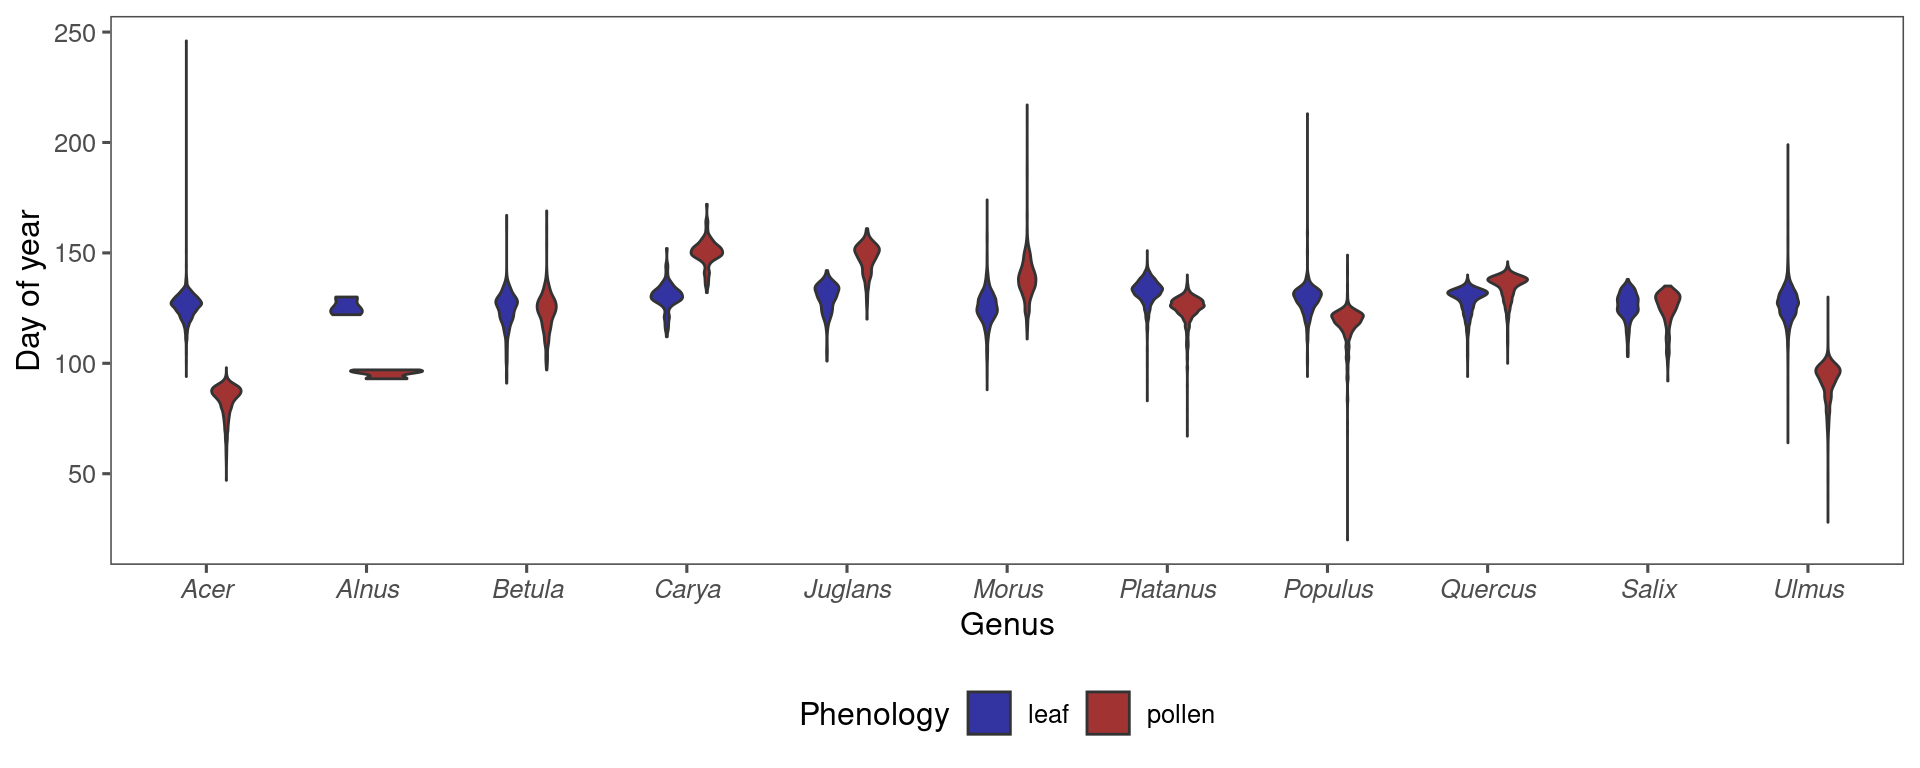 250
200
150
100
50
Day of year
Acer Alnus Betula Carya Juglans Morus Platanus Populus Quercus Salix Ulmus
Genus
Phenology leaf pollen